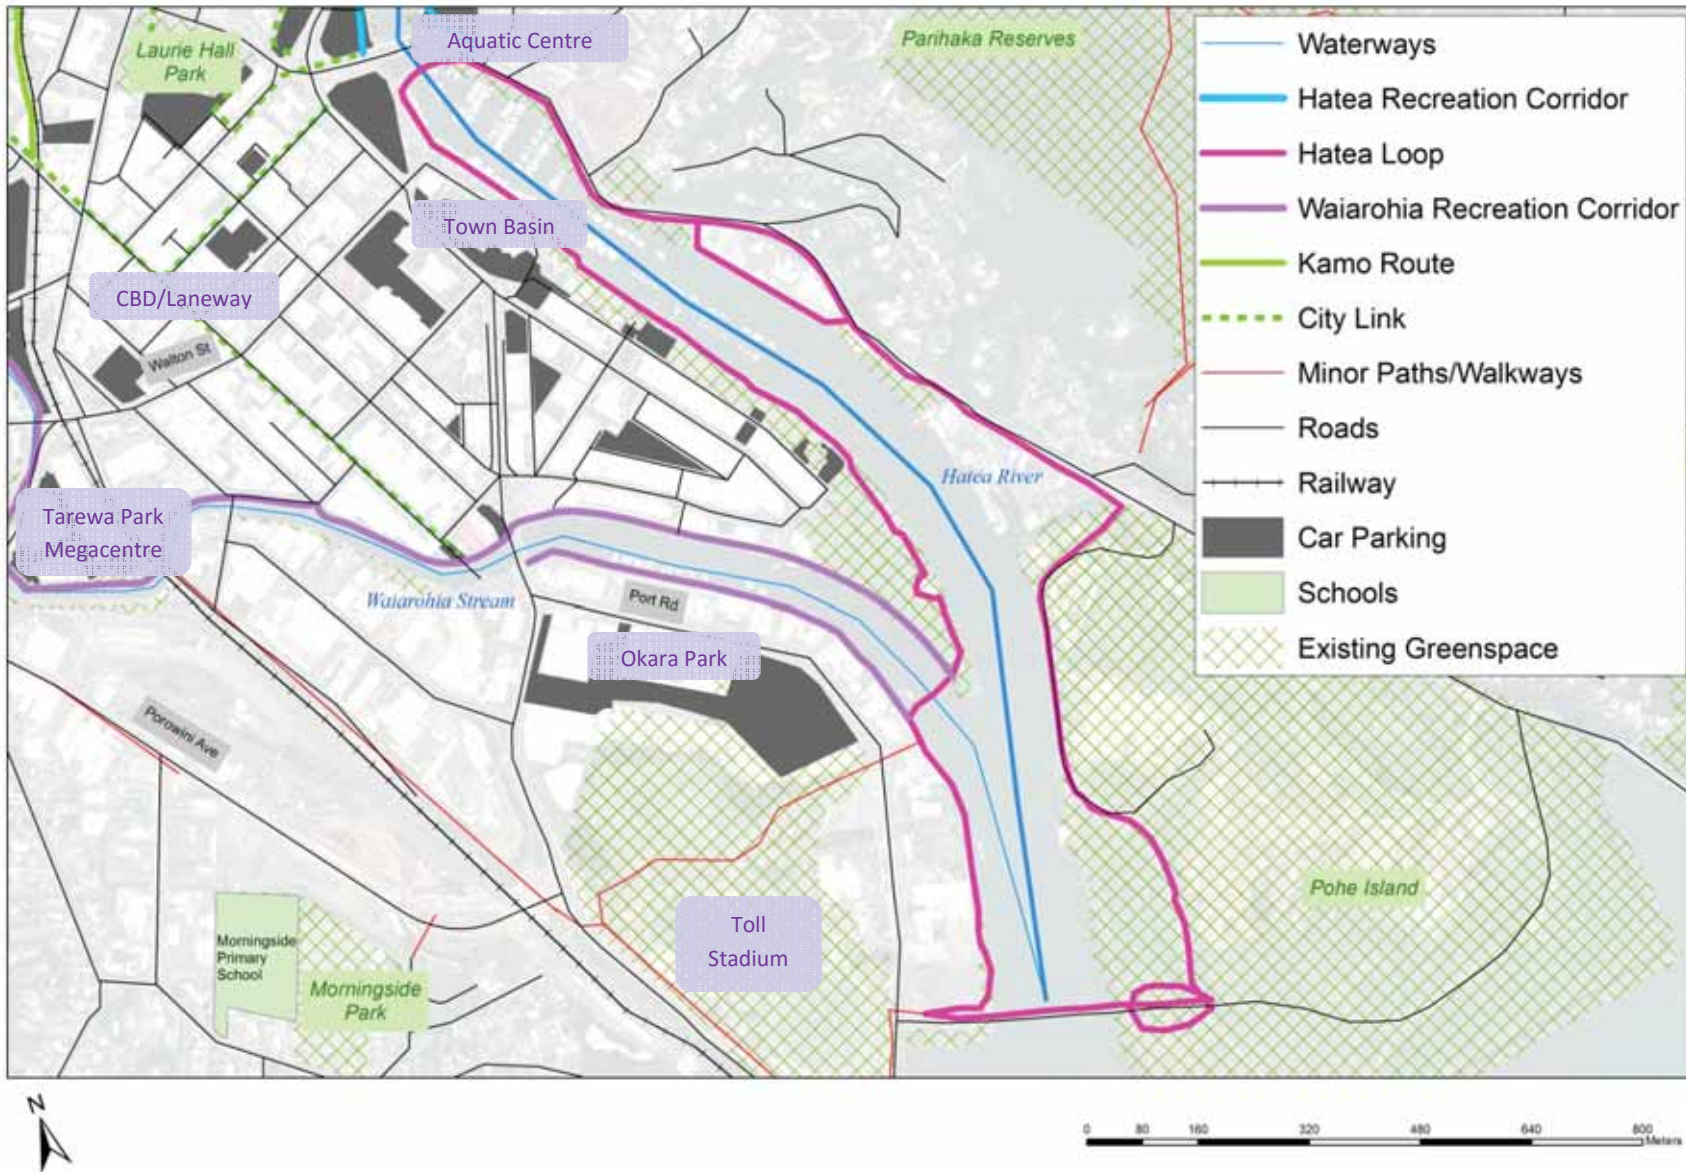 Aquatic Centre
Laurie Hall
Park
Parihaka Reserves
Town Basin
CBD/Laneway
Walton St
Hatea River
Tarewa Park
Megacentre
Waiarohia Stream
Port Rd
Okara Park
Porowini Ave
Pohe Island
Toll
Stadium
Morningside
Primary
School
Morningside
Park
Waterways
Hatea Recreation Corridor
Hatea Loop
Waiarohia Recreation Corridor
Kamo Route
City Link
Minor Paths/Walkways
Roads
Railway
Car Parking
Schools
Existing Greenspace
N
0 80 160 320 480 640 800
Meters